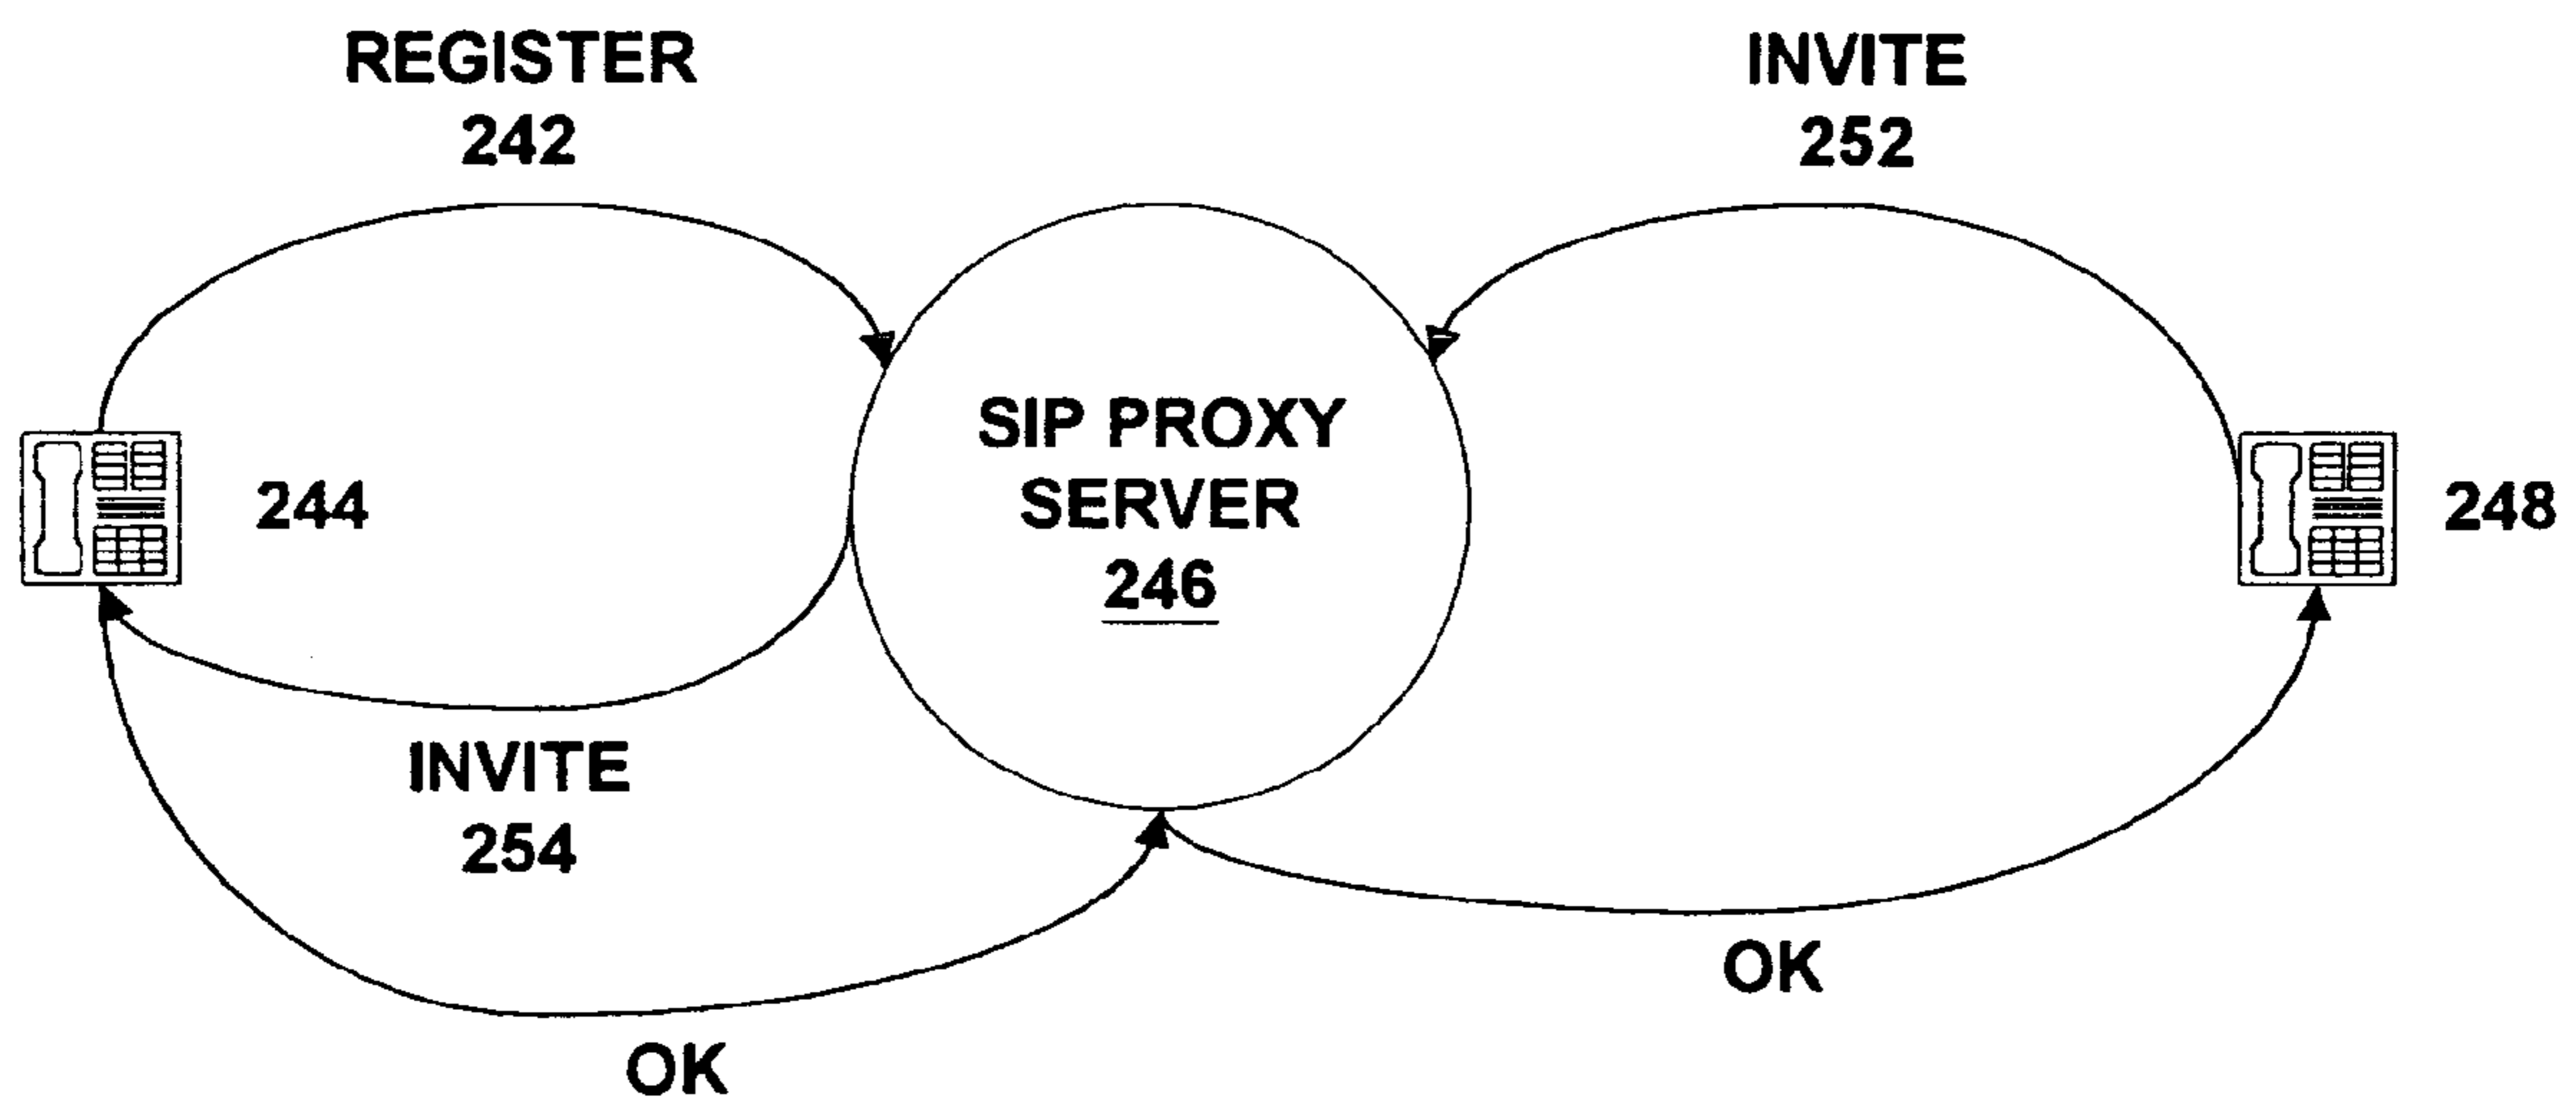 REGISTER
242
INVITE
252
SIP PROXY
SERVER
246
244
248
INVITE
254
OK
OK